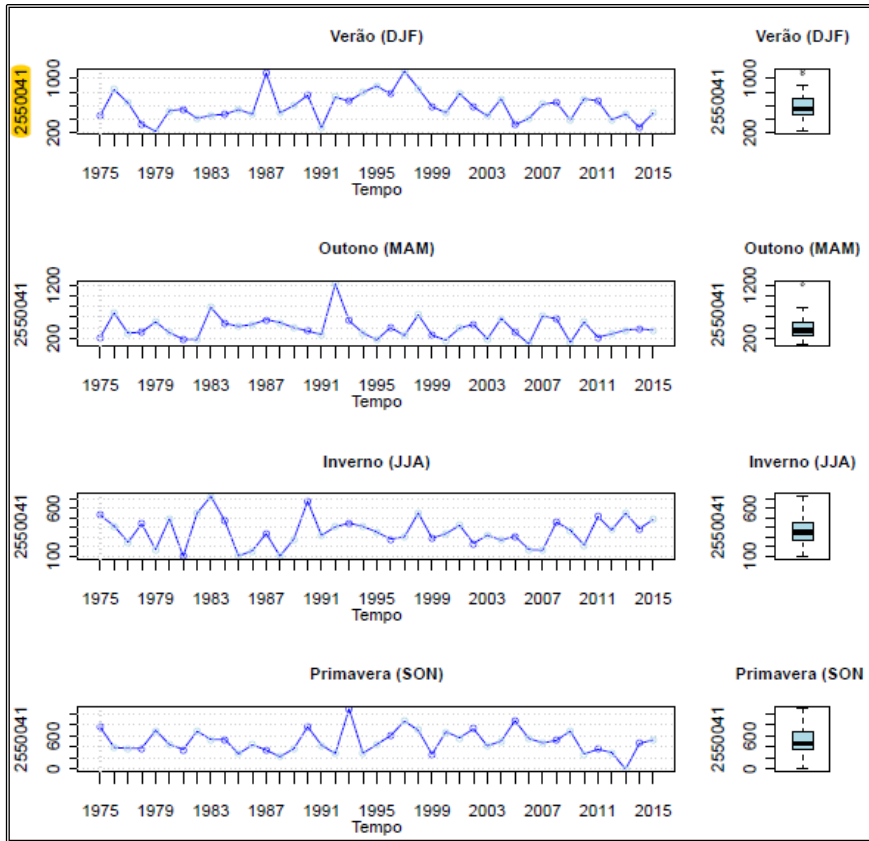 Verão (DJF)
2550041
200 1000
1975 1979 1983 1987 1991 1995 1999 2003 2007 2011 2015
Tempo
Verão (DJF)
2550041
200 1000
Outono (MAM)
2550041
200 1200
1975 1979 1983 1987 1991 1995 1999 2003 2007 2011 2015
Tempo
Outono (MAM)
2550041
200 1200
Inverno (JJA)
2550041
100 600
1975 1979 1983 1987 1991 1995 1999 2003 2007 2011 2015
Tempo
Inverno (JJA)
2550041
100 600
Primavera (SON)
2550041
0 600
1975 1979 1983 1987 1991 1995 1999 2003 2007 2011 2015
Tempo
Primavera (SON
2550041
0 600